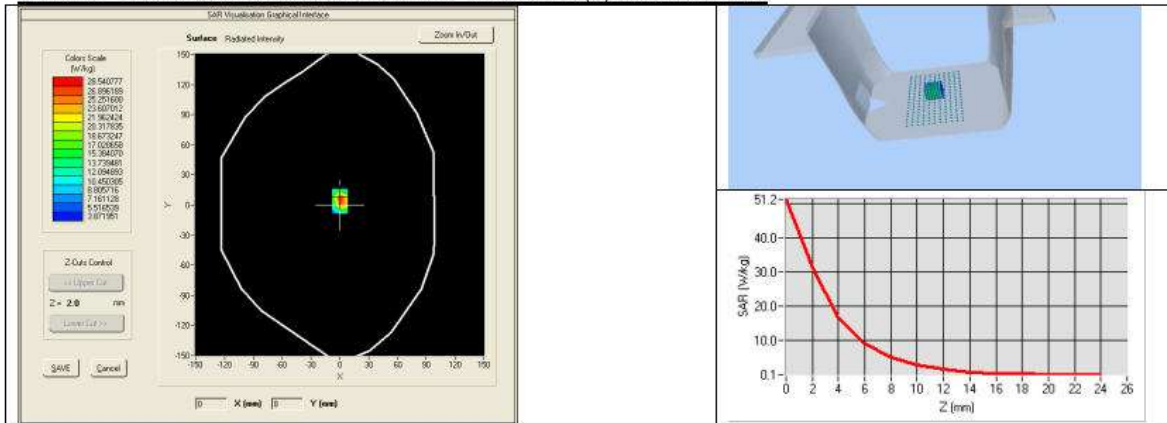 SAR Visualisation Graphical Interface
Surface Radiated Intensity
Zoom In/Out
Colors Scale
(W/kg)
28.540777
26.896189
25.251600
23.607012
21.962424
20.317835
18.673247
17.028658
15.384070
13.739481
12.094893
10.450305
8.805716
7.161128
5.516539
3.871951
150
120
90
60
30
0
-30
-60
-90
-120
-150
Y
-150 -120 -90 -60 -30 0 30 60 90 120 150
X
Z-Cuts Control
<< Upper Cut
Z = 2.0 mm
Lower Cut >>
SAVE Cancel
0 X (mm) 0 Y (mm)
51.2
40.0
30.0
20.0
10.0
0.1
SAR (W/kg)
0 2 4 6 8 10 12 14 16 18 20 22 24 26
Z (mm)